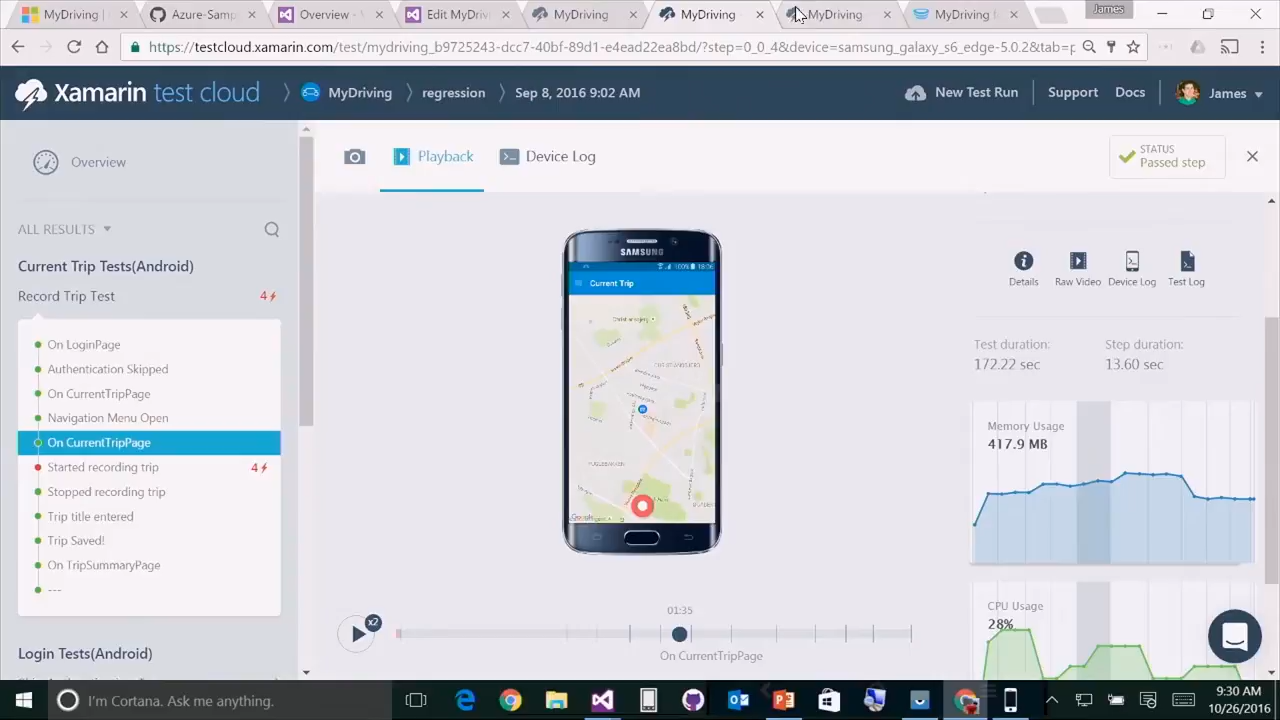 MyDriving |
Azure-Samp
Overview -
Edit MyDriv
MyDriving
MyDriving
MyDriving
MyDriving
James
https://testcloud.xamarin.com/test/mydriving_b9725243-dcc7-40bf-89d1-e4ead22ea8bd/?step=0_0_4&device=samsung_galaxy_s6_edge-5.0.2&tab=p
Xamarin test cloud
MyDriving
regression
Sep 8, 2016 9:02 AM
New Test Run
Support
Docs
James
Overview
Playback
Device Log
STATUS
Passed step
ALL RESULTS
Current Trip Tests(Android)
Record Trip Test
4
On LoginPage
Authentication Skipped
On CurrentTripPage
Navigation Menu Open
On CurrentTripPage
Started recording trip
4
Stopped recording trip
Trip title entered
Trip Saved!
On TripSummaryPage
---
Login Tests(Android)
SAMSUNG
100%
18:06
Current Trip
Google
Details
Raw Video
Device Log
Test Log
Test duration:
172.22 sec
Step duration:
13.60 sec
Memory Usage
417.9 MB
CPU Usage
28%
x2
01:35
On CurrentTripPage
I'm Cortana. Ask me anything.
9:30 AM
10/26/2016